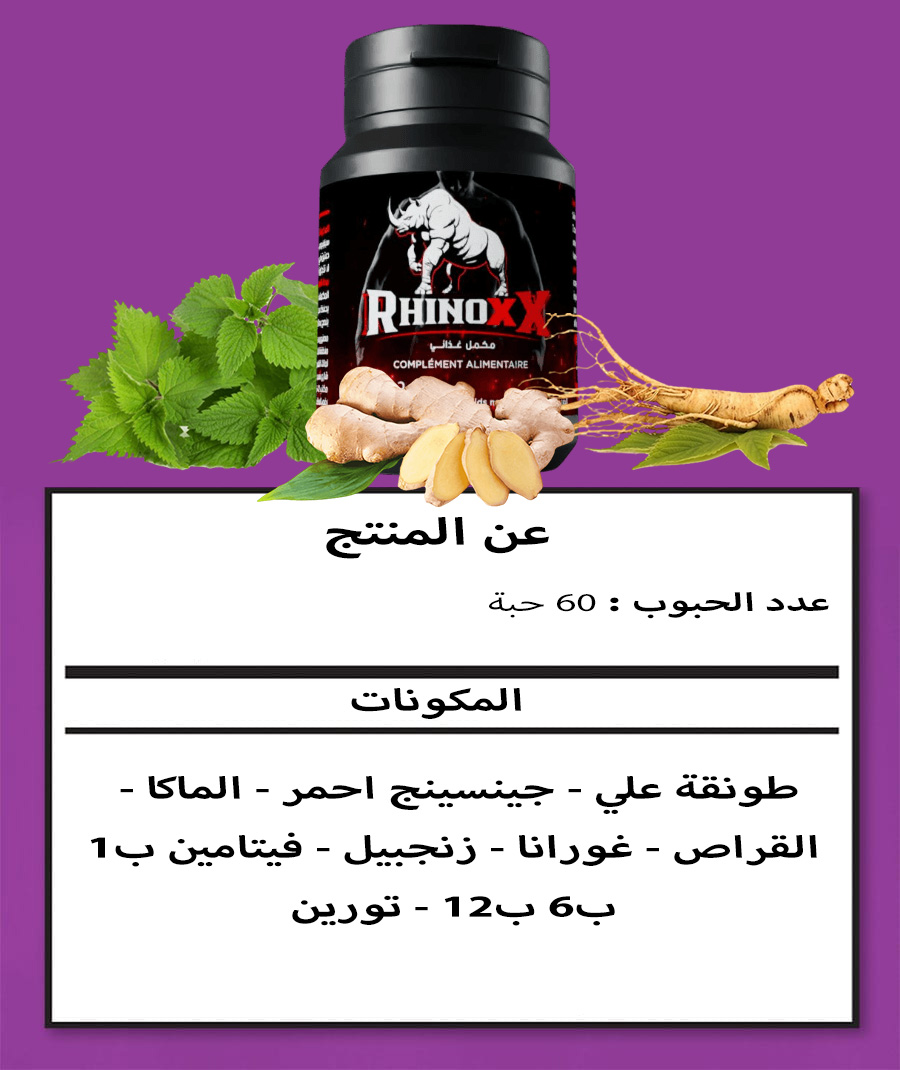 RHINOXX
مكمل غذائي
COMPLÉMENT ALIMENTAIRE
عن المنتج
عدد الحبوب : 60 حبة
المكونات
طونقة علي - جينسينج احمر - الماكا -
القراص - غورانا - زنجبيل - فيتامين ب1
ب6 ب12 - تورين